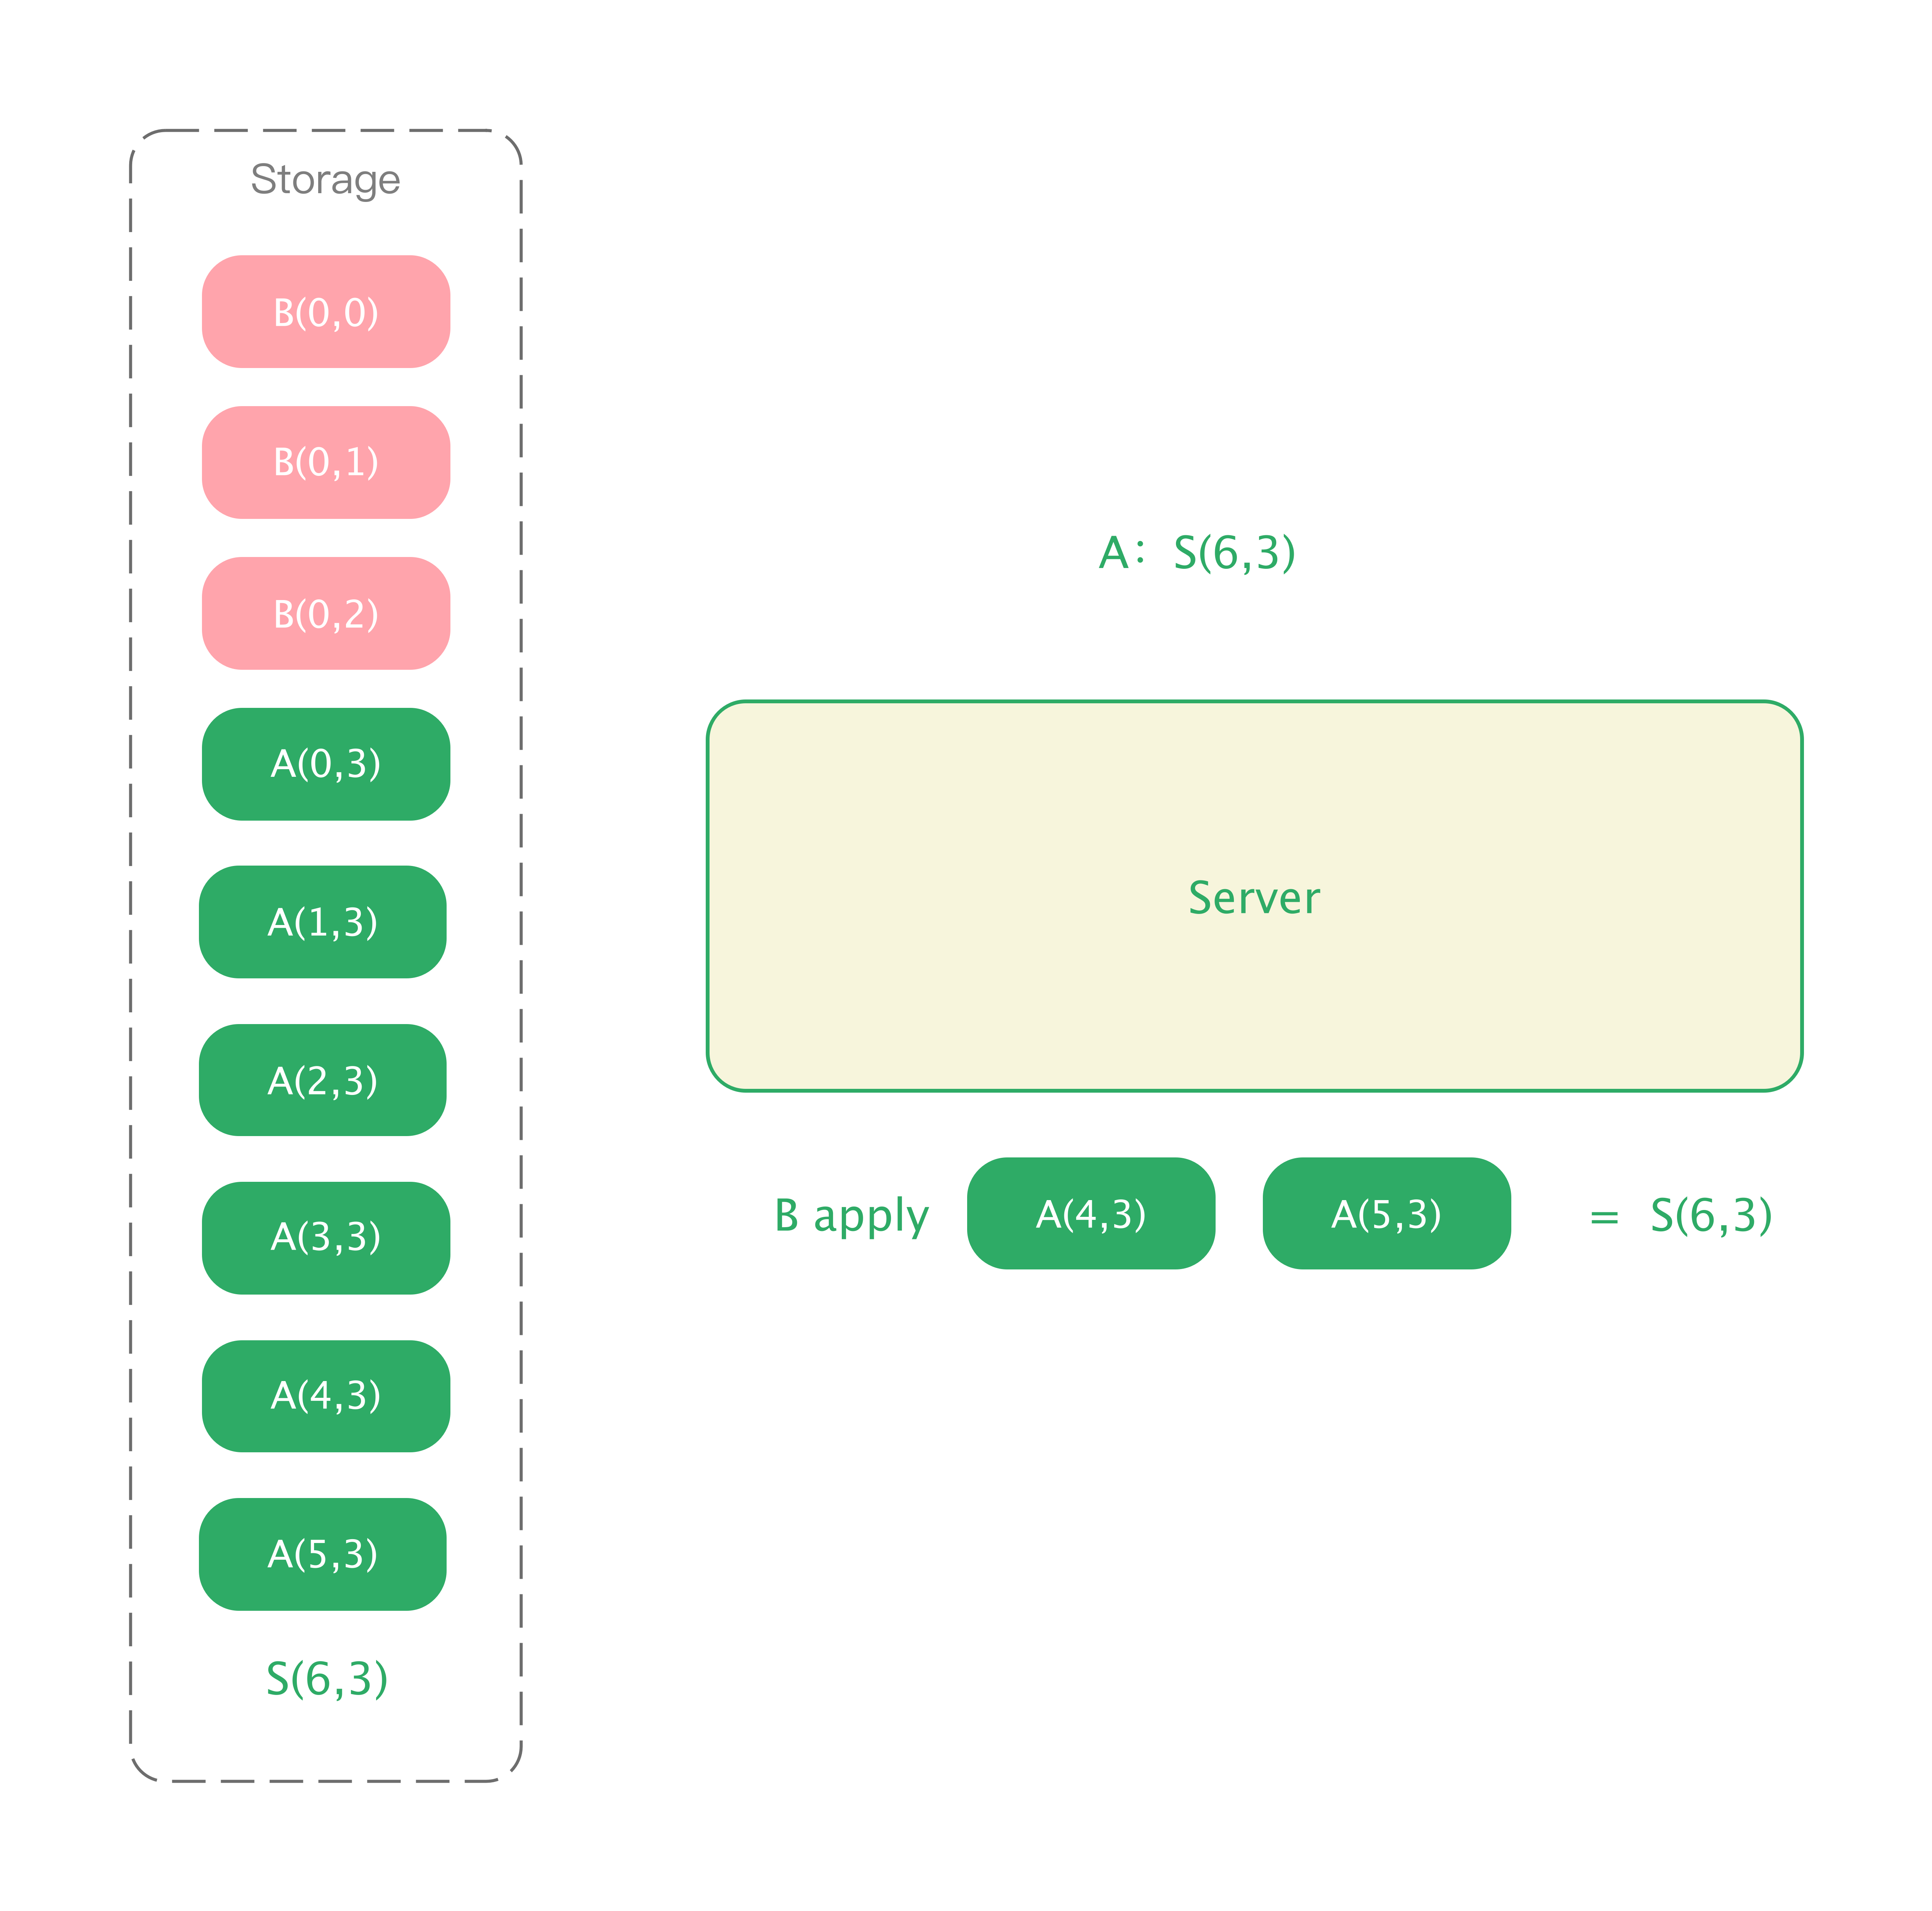 Storage
B(0,0)
B(0,1)
B(0,2)
A(0,3)
A(1,3)
A(2,3)
A(3,3)
A(4,3)
A(5,3)
S(6,3)
A: S(6,3)
Server
B apply A(4,3) A(5,3) = S(6,3)